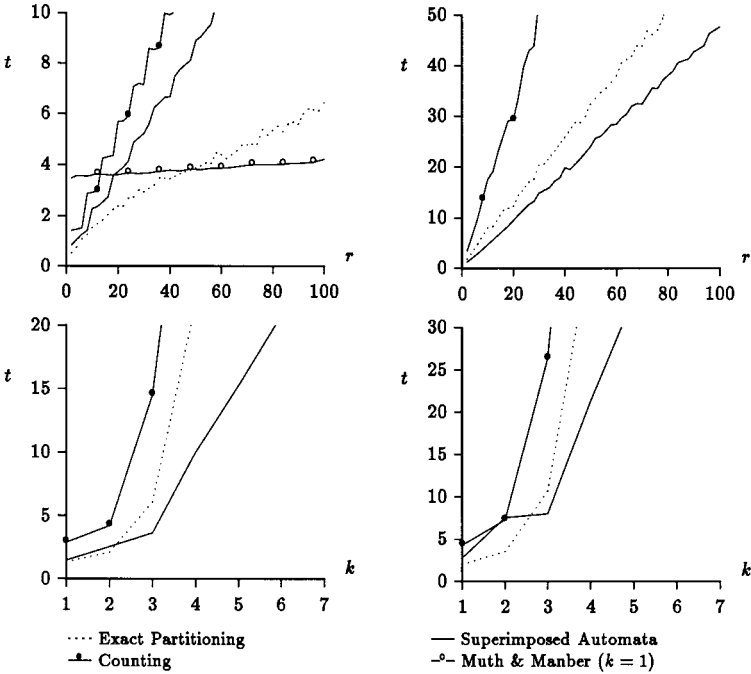 10
8
t
6
4
2
0
r
0 20 40 60 80 100
50
40
t
30
20
10
0
r
0 20 40 60 80 100
20
t
15
10
5
0
k
1 2 3 4 5 6 7
30
25
t
20
15
10
5
0
k
1 2 3 4 5 6 7
Exact Partitioning
Counting
Superimposed Automata
Muth & Manber (k = 1)